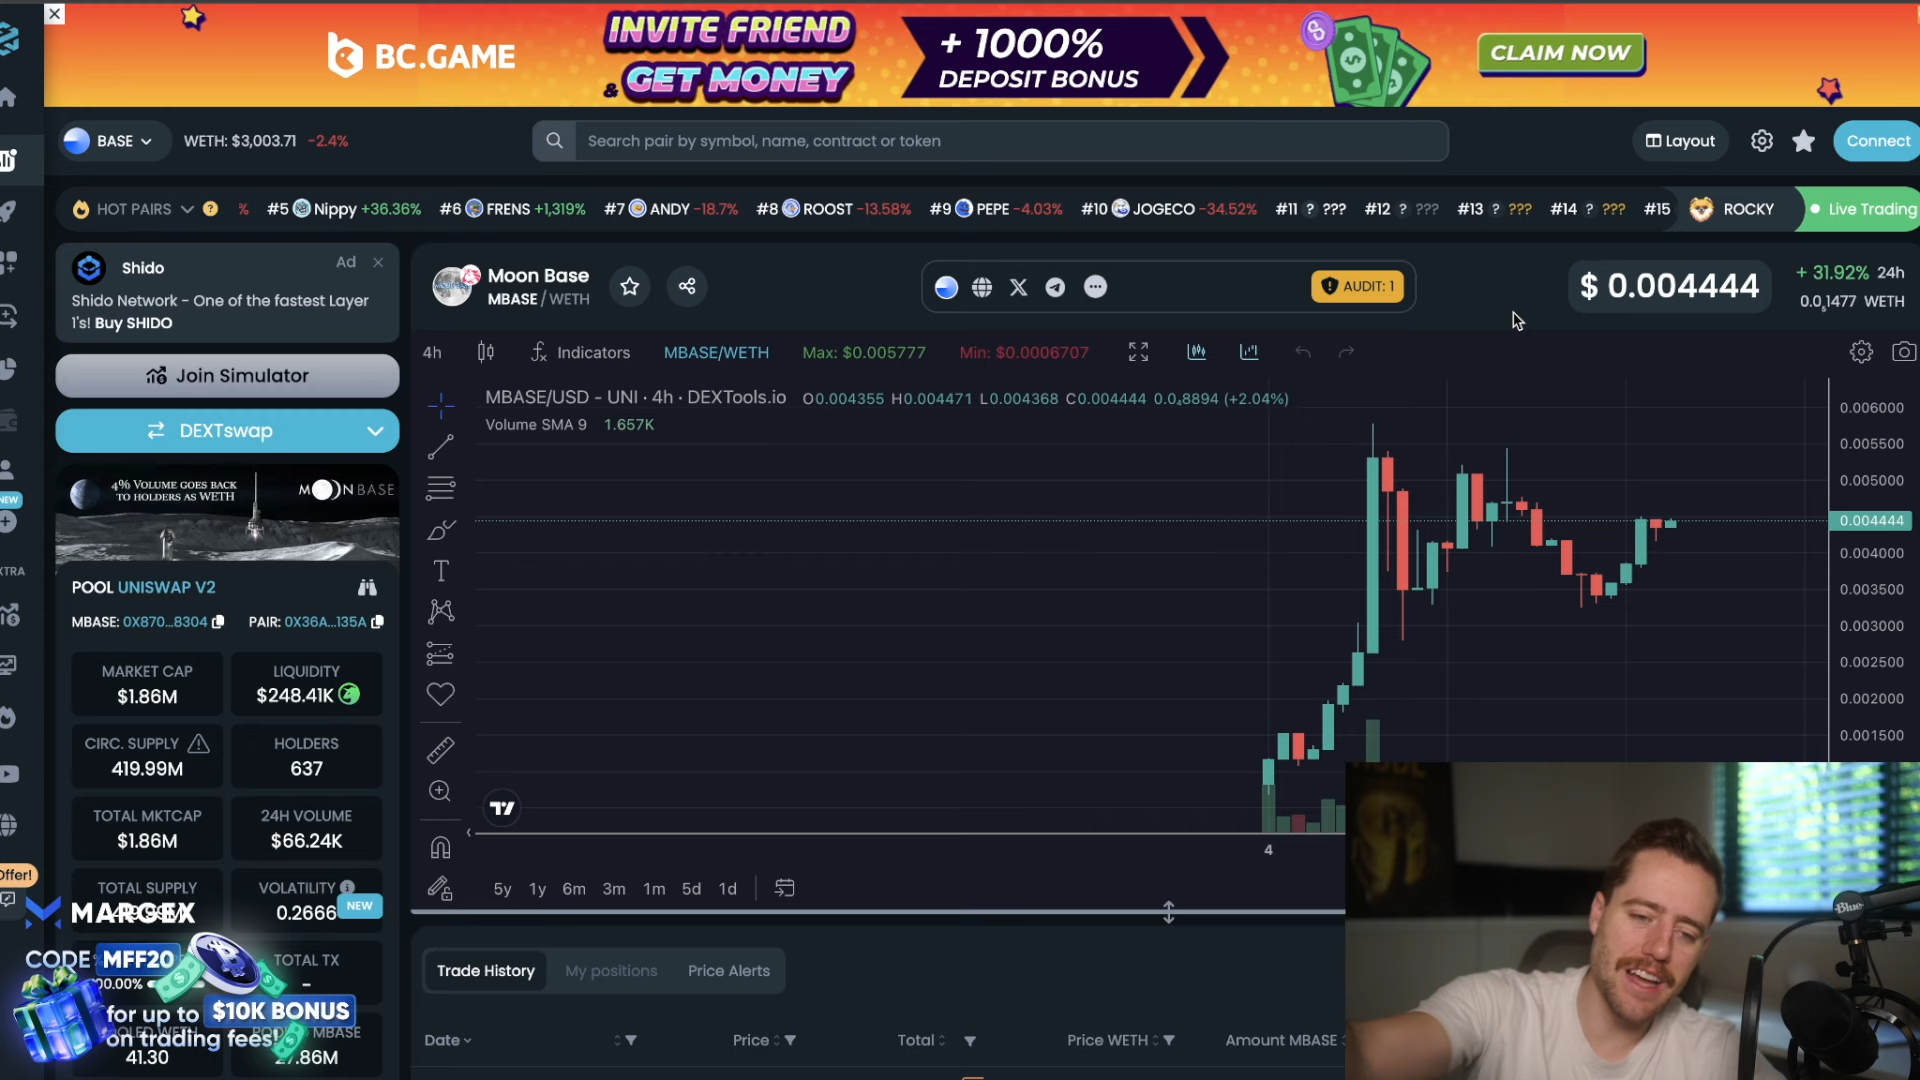 BC.GAME
INVITE FRIEND
& GET MONEY
+ 1000%
DEPOSIT BONUS
CLAIM NOW
BASE
WETH: $3,003.71 -2.4%
Search pair by symbol, name, contract or token
Layout
Connect
HOT PAIRS ? % #5 Nippy +36.36% #6 FRENS +1,319% #7 ANDY -18.7% #8 ROOST -13.58% #9 PEPE -4.03% #10 JOGECO -34.52% #11 ? ??? #12 ? ??? #13 ? ??? #14 ? ??? #15 ROCKY
Live Trading
Shido
Ad
Shido Network - One of the fastest Layer
1's! Buy SHIDO
Join Simulator
DEXTswap
4% VOLUME GOES BACK
TO HOLDERS AS WETH
MOON BASE
POOL UNISWAP V2
MBASE: 0X870...8304 PAIR: 0X36A...135A
MARKET CAP
$1.86M
LIQUIDITY
$248.41K
CIRC. SUPPLY
419.99M
HOLDERS
637
TOTAL MKTCAP
$1.86M
24H VOLUME
$66.24K
TOTAL SUPPLY
VOLATILITY
0.2666
NEW
TOTAL TX
-
NEW
XTRA
Offer!
MARGEX
CODE MFF20
for up to $10K BONUS
on trading fees!
41.30
MBASE
Moon Base
MBASE / WETH
AUDIT: 1
$ 0.004444
+ 31.92% 24h
0.0₅1477 WETH
4h Indicators MBASE/WETH Max: $0.005777 Min: $0.0006707
MBASE/USD - UNI · 4h · DEXTools.io O0.004355 H0.004471 L0.004368 C0.004444 0.0₄8894 (+2.04%)
Volume SMA 9 1.657K
0.006000
0.005500
0.005000
0.004444
0.004000
0.003500
0.003000
0.002500
0.002000
0.001500
4
5y 1y 6m 3m 1m 5d 1d
Trade History
My positions
Price Alerts
Date Price Total Price WETH Amount MBASE
Blue